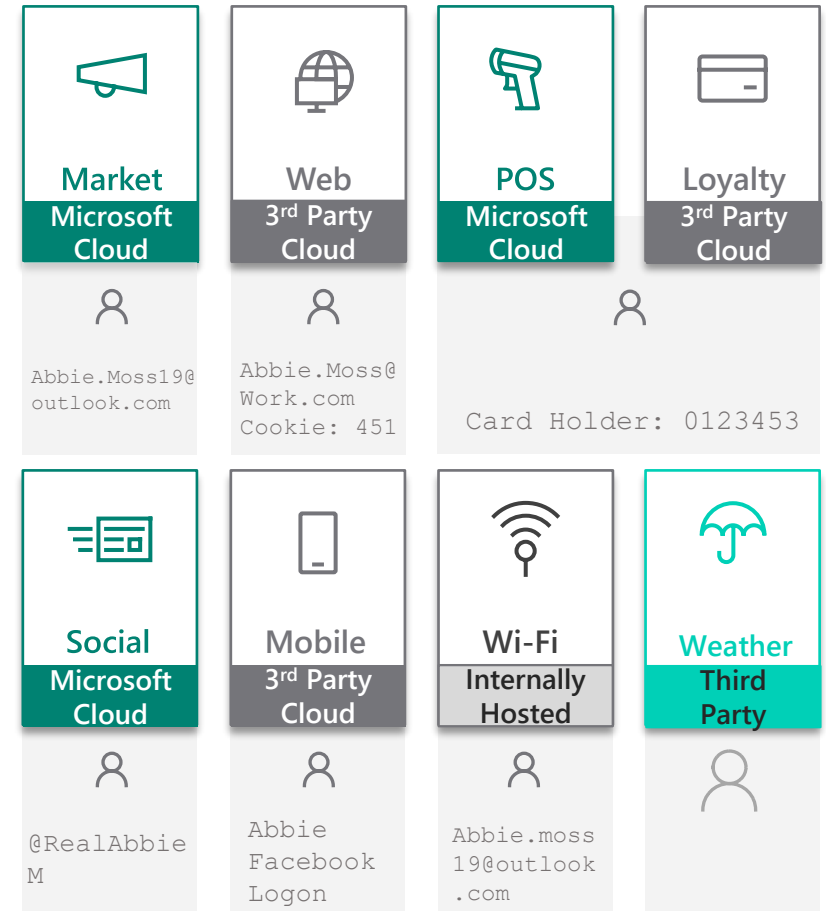 Market
Microsoft
Cloud
Abbie.Moss19@
outlook.com
Web
3rd Party
Cloud
Abbie.Moss@
Work.com
Cookie: 451
POS
Microsoft
Cloud
Loyalty
3rd Party
Cloud
Card Holder: 0123453
Social
Microsoft
Cloud
@RealAbbie
M
Mobile
3rd Party
Cloud
Abbie
Facebook
Logon
Wi-Fi
Internally
Hosted
Abbie.moss
19@outlook
.com
Weather
Third
Party